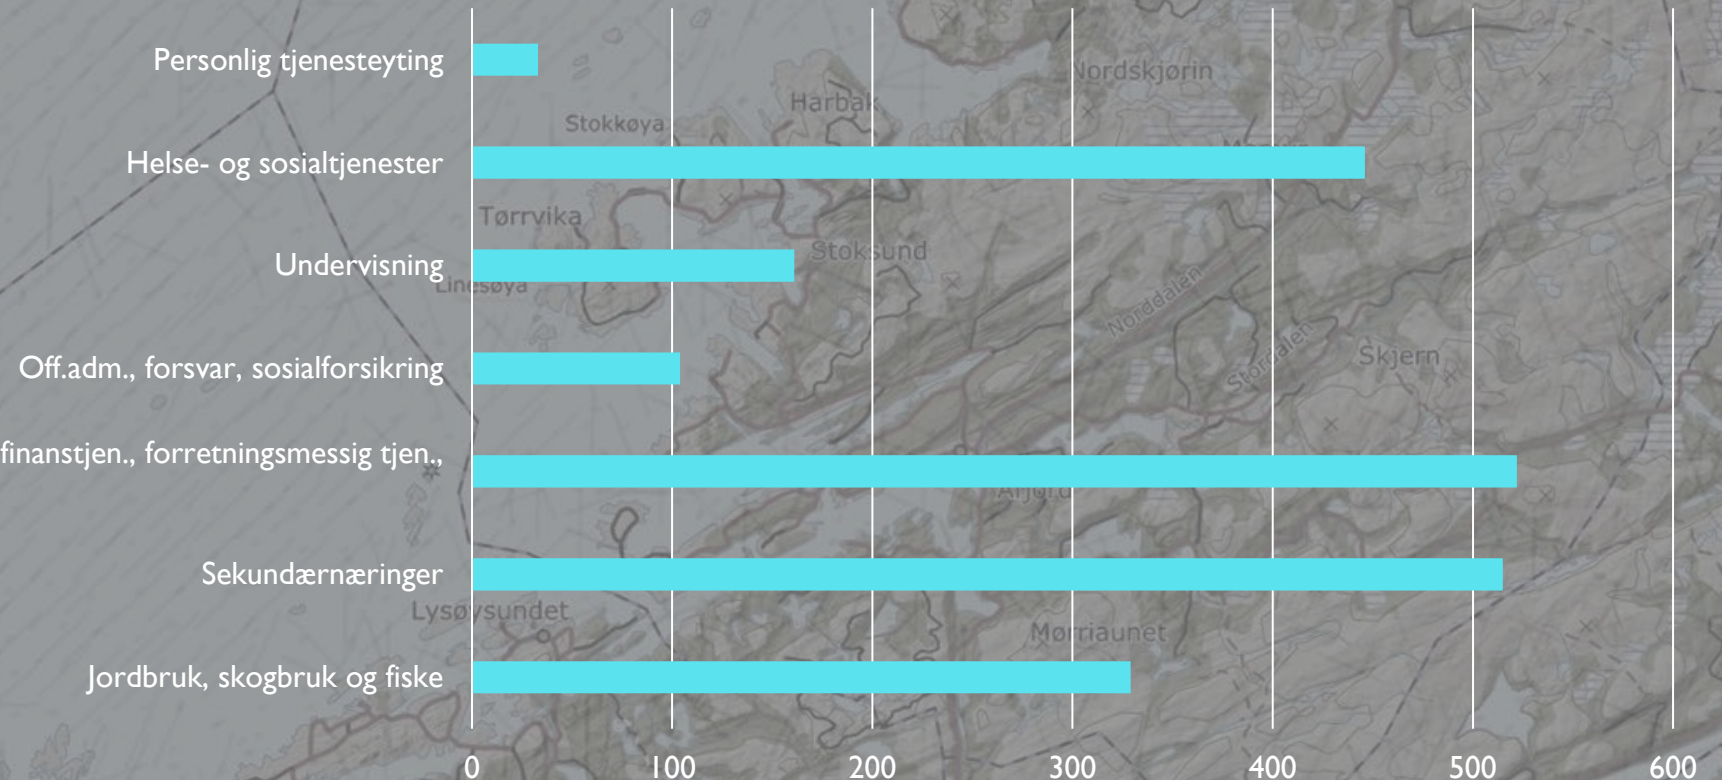 Personlig tjenesteyting
Nordskjørin
Harbak
Stokkøya
Helse- og sosialtjenester
Tørrvika
Stoksund
Undervisning
Linesøya
Norddalen
Stordalen
Skjern
Off.adm., forsvar, sosialforsikring
finanstjen., forretningsmessig tjen.,
Sekundærnæringer
Lysøysundet
Mørriaunet
Jordbruk, skogbruk og fiske
0 100 200 300 400 500 600